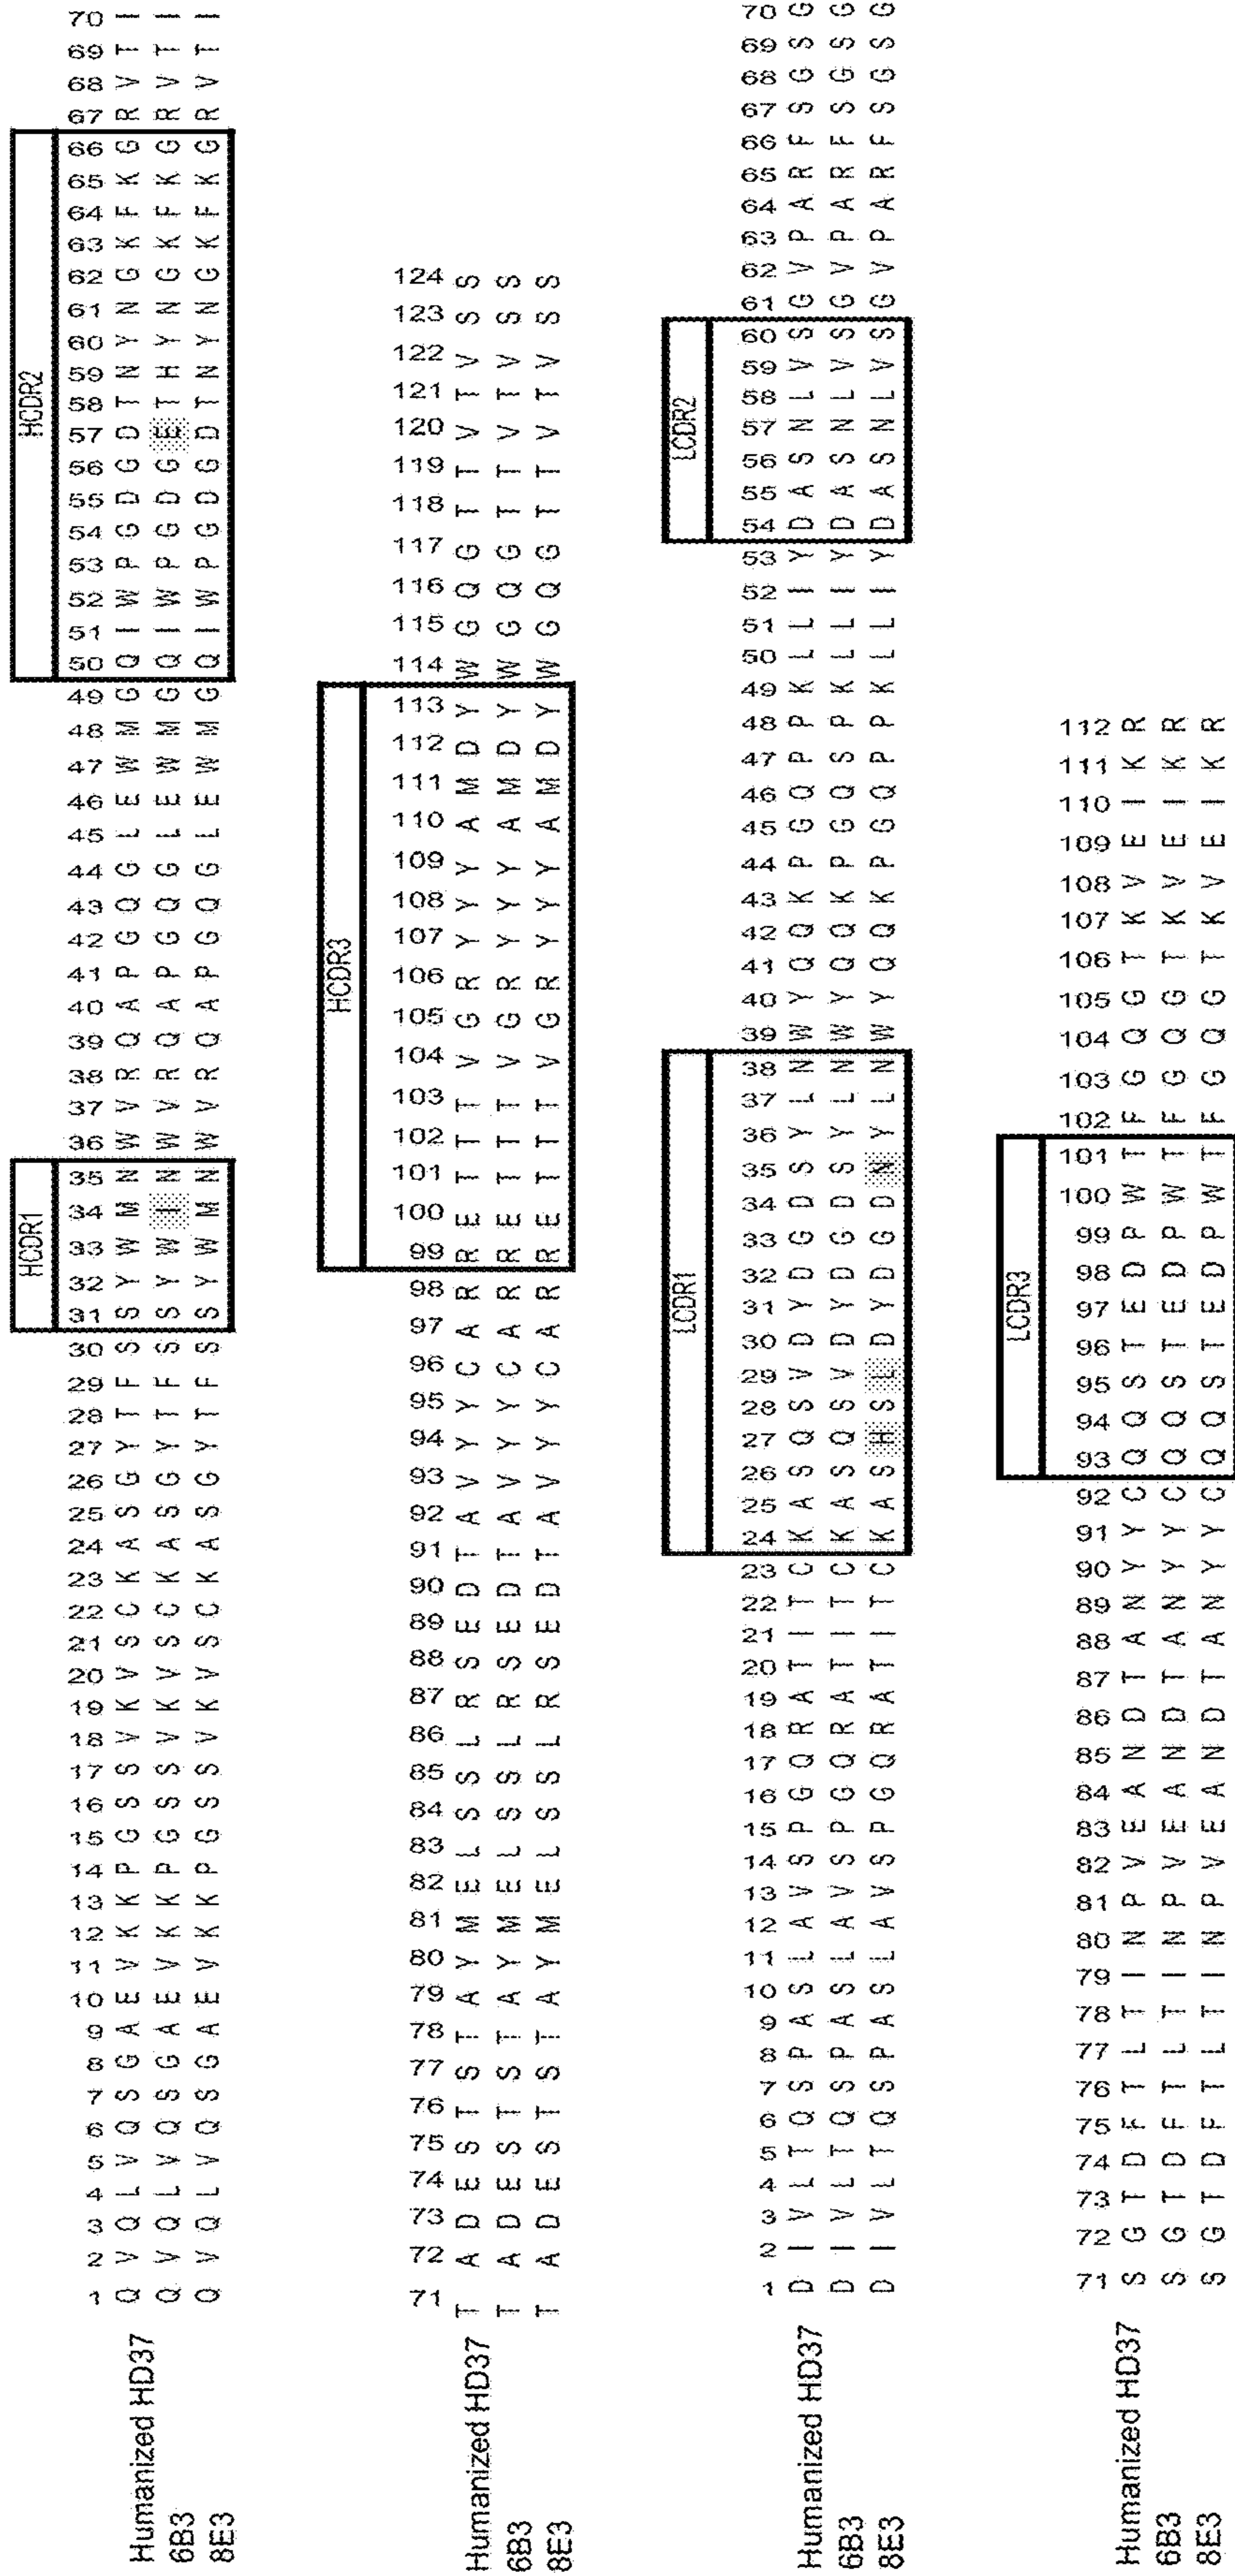 HCDR1 HCDR2
1 2 3 4 5 6 7 8 9 10 11 12 13 14 15 16 17 18 19 20 21 22 23 24 25 26 27 28 29 30 31 32 33 34 35 36 37 38 39 40 41 42 43 44 45 46 47 48 49 50 51 52 53 54 55 56 57 58 59 60 61 62 63 64 65 66 67 68 69 70
Humanized HD37 Q V Q L V Q S G A E V K K P G S S V K V S C K A S G Y T F S S Y W M N W V R Q A P G Q G L E W M G Q I W P G D G D T N Y N G K F K G R V T I
6B3 Q V Q L V Q S G A E V K K P G S S V K V S C K A S G Y T F S S Y W I N W V R Q A P G Q G L E W M G Q I W P G D G E T H Y N G K F K G R V T I
8E3 Q V Q L V Q S G A E V K K P G S S V K V S C K A S G Y T F S S Y W M N W V R Q A P G Q G L E W M G Q I W P G D G D T N Y N G K F K G R V T I
HCDR3
71 72 73 74 75 76 77 78 79 80 81 82 83 84 85 86 87 88 89 90 91 92 93 94 95 96 97 98 99 100 101 102 103 104 105 106 107 108 109 110 111 112 113 114 115 116 117 118 119 120 121 122 123 124
Humanized HD37 T A D E S T S T A Y M E L S S L R S E D T A V Y Y C A R R E T T T V G R Y Y Y A M D Y W G Q G T T V T V S S
6B3 T A D E S T S T A Y M E L S S L R S E D T A V Y Y C A R R E T T T V G R Y Y Y A M D Y W G Q G T T V T V S S
8E3 T A D E S T S T A Y M E L S S L R S E D T A V Y Y C A R R E T T T V G R Y Y Y A M D Y W G Q G T T V T V S S
LCDR1 LCDR2
1 2 3 4 5 6 7 8 9 10 11 12 13 14 15 16 17 18 19 20 21 22 23 24 25 26 27 28 29 30 31 32 33 34 35 36 37 38 39 40 41 42 43 44 45 46 47 48 49 50 51 52 53 54 55 56 57 58 59 60 61 62 63 64 65 66 67 68 69 70
Humanized HD37 D I V L T Q S P A S L A V S P G Q R A T I T C K A S Q S V D Y D G D S Y L N W Y Q Q K P G Q P P K L L I Y D A S N L V S G V P A R F S G S G
6B3 D I V L T Q S P A S L A V S P G Q R A T I T C K A S Q S V D Y D G D S Y L N W Y Q Q K P G Q S P K L L I Y D A S N L V S G V P A R F S G S G
8E3 D I V L T Q S P A S L A V S P G Q R A T I T C K A S H S L D Y D G D N Y L N W Y Q Q K P G Q P P K L L I Y D A S N L V S G V P A R F S G S G
LCDR3
71 72 73 74 75 76 77 78 79 80 81 82 83 84 85 86 87 88 89 90 91 92 93 94 95 96 97 98 99 100 101 102 103 104 105 106 107 108 109 110 111 112
Humanized HD37 S G T D F T L T I N P V E A N D T A N Y Y C Q Q S T E D P W T F G Q G T K V E I K R
6B3 S G T D F T L T I N P V E A N D T A N Y Y C Q Q S T E D P W T F G Q G T K V E I K R
8E3 S G T D F T L T I N P V E A N D T A N Y Y C Q Q S T E D P W T F G Q G T K V E I K R